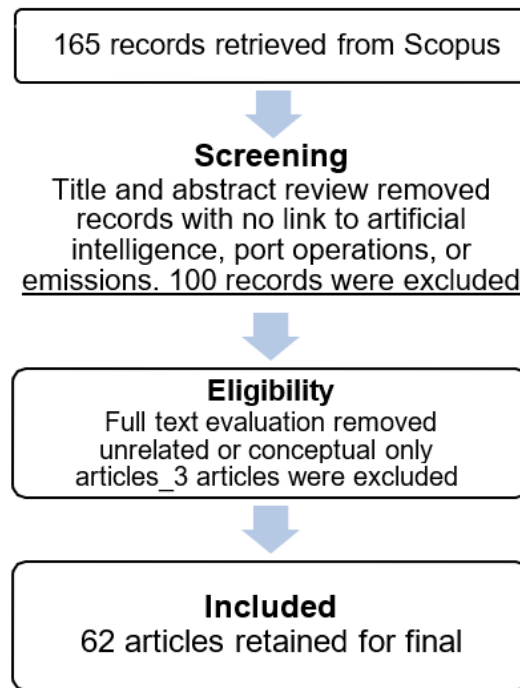 165 records retrieved from Scopus
Screening
Title and abstract review removed
records with no link to artificial
intelligence, port operations, or
emissions. 100 records were excluded
Eligibility
Full text evaluation removed
unrelated or conceptual only
articles_3 articles were excluded
Included
62 articles retained for final